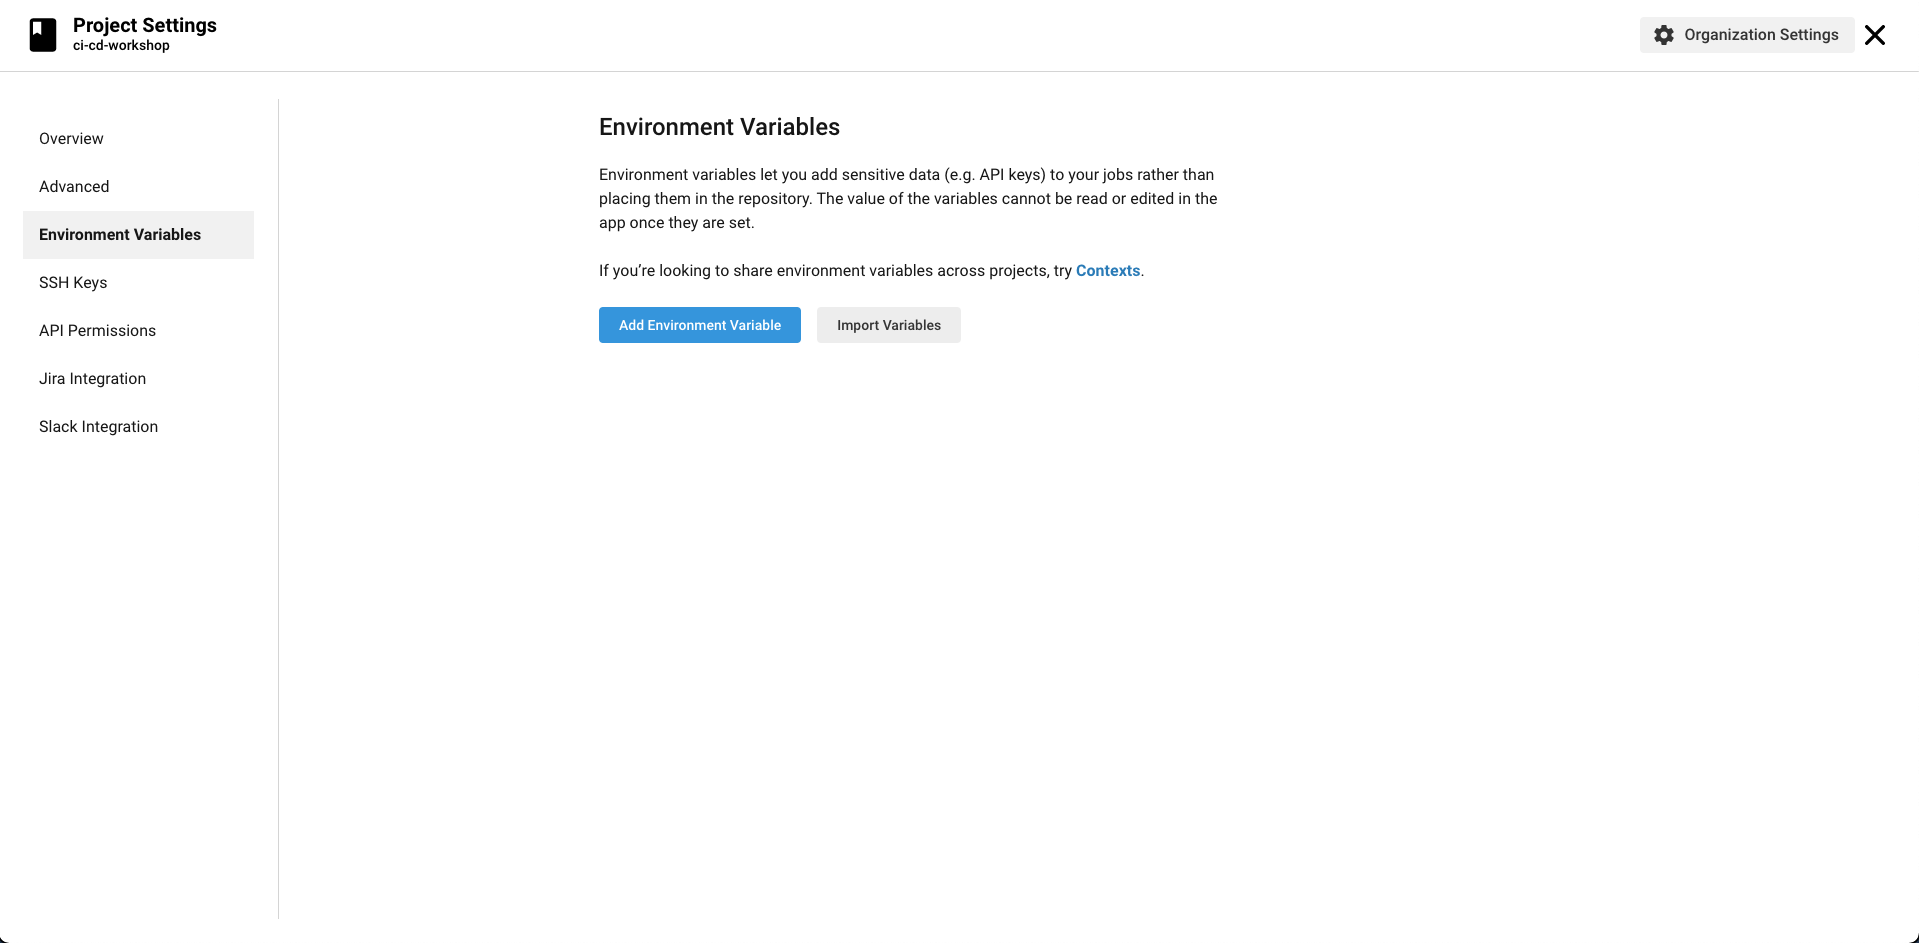 Project Settings
ci-cd-workshop
Organization Settings
Overview
Advanced
Environment Variables
SSH Keys
API Permissions
Jira Integration
Slack Integration
Environment Variables
Environment variables let you add sensitive data (e.g. API keys) to your jobs rather than
placing them in the repository. The value of the variables cannot be read or edited in the
app once they are set.
If you’re looking to share environment variables across projects, try Contexts.
Add Environment Variable
Import Variables